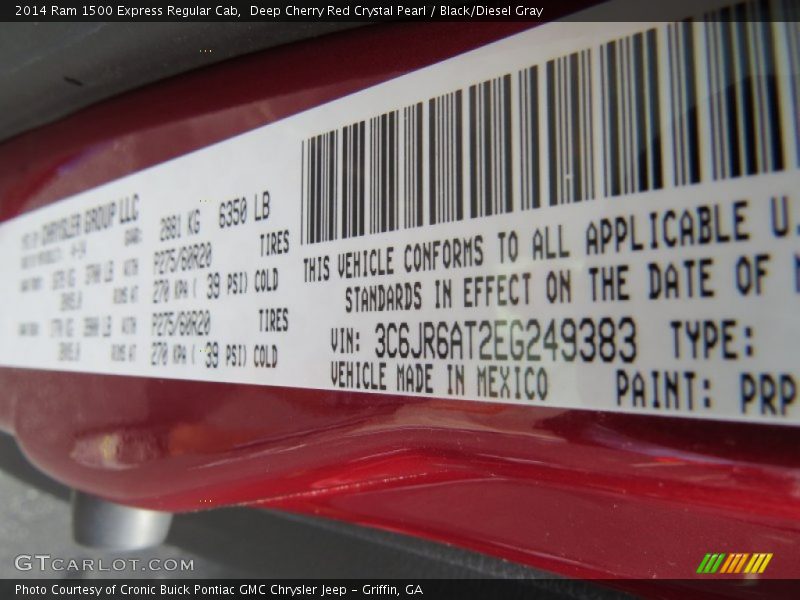 2014 Ram 1500 Express Regular Cab,  Deep Cherry Red Crystal Pearl / Black/Diesel Gray
CHRYSLER GROUP LLC
2881 KG 6350 LB
P275/60R20 TIRES
270 KPA ( 39 PSI) COLD
P275/60R20 TIRES
270 KPA ( 39 PSI) COLD
THIS VEHICLE CONFORMS TO ALL APPLICABLE U.
STANDARDS IN EFFECT ON THE DATE OF
VIN: 3C6JR6AT2EG249383 TYPE:
VEHICLE MADE IN MEXICO PAINT: PRP
GTCARLOT.COM
Photo Courtesy of Cronic Buick Pontiac GMC Chrysler Jeep - Griffin, GA